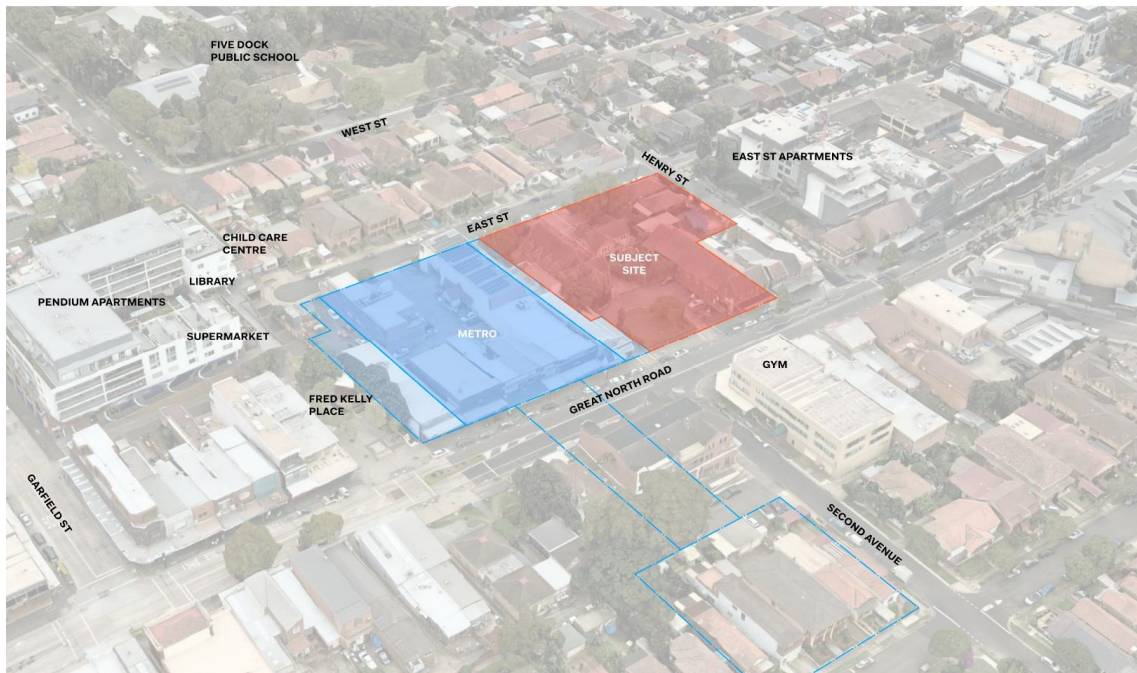 FIVE DOCK
PUBLIC SCHOOL
WEST ST
HENRY ST
EAST ST APARTMENTS
EAST ST
CHILD CARE
CENTRE
SUBJECT
SITE
LIBRARY
PENDIUM APARTMENTS
SUPERMARKET
METRO
GYM
GREAT NORTH ROAD
FRED KELLY
PLACE
GARFIELD ST
SECOND AVENUE